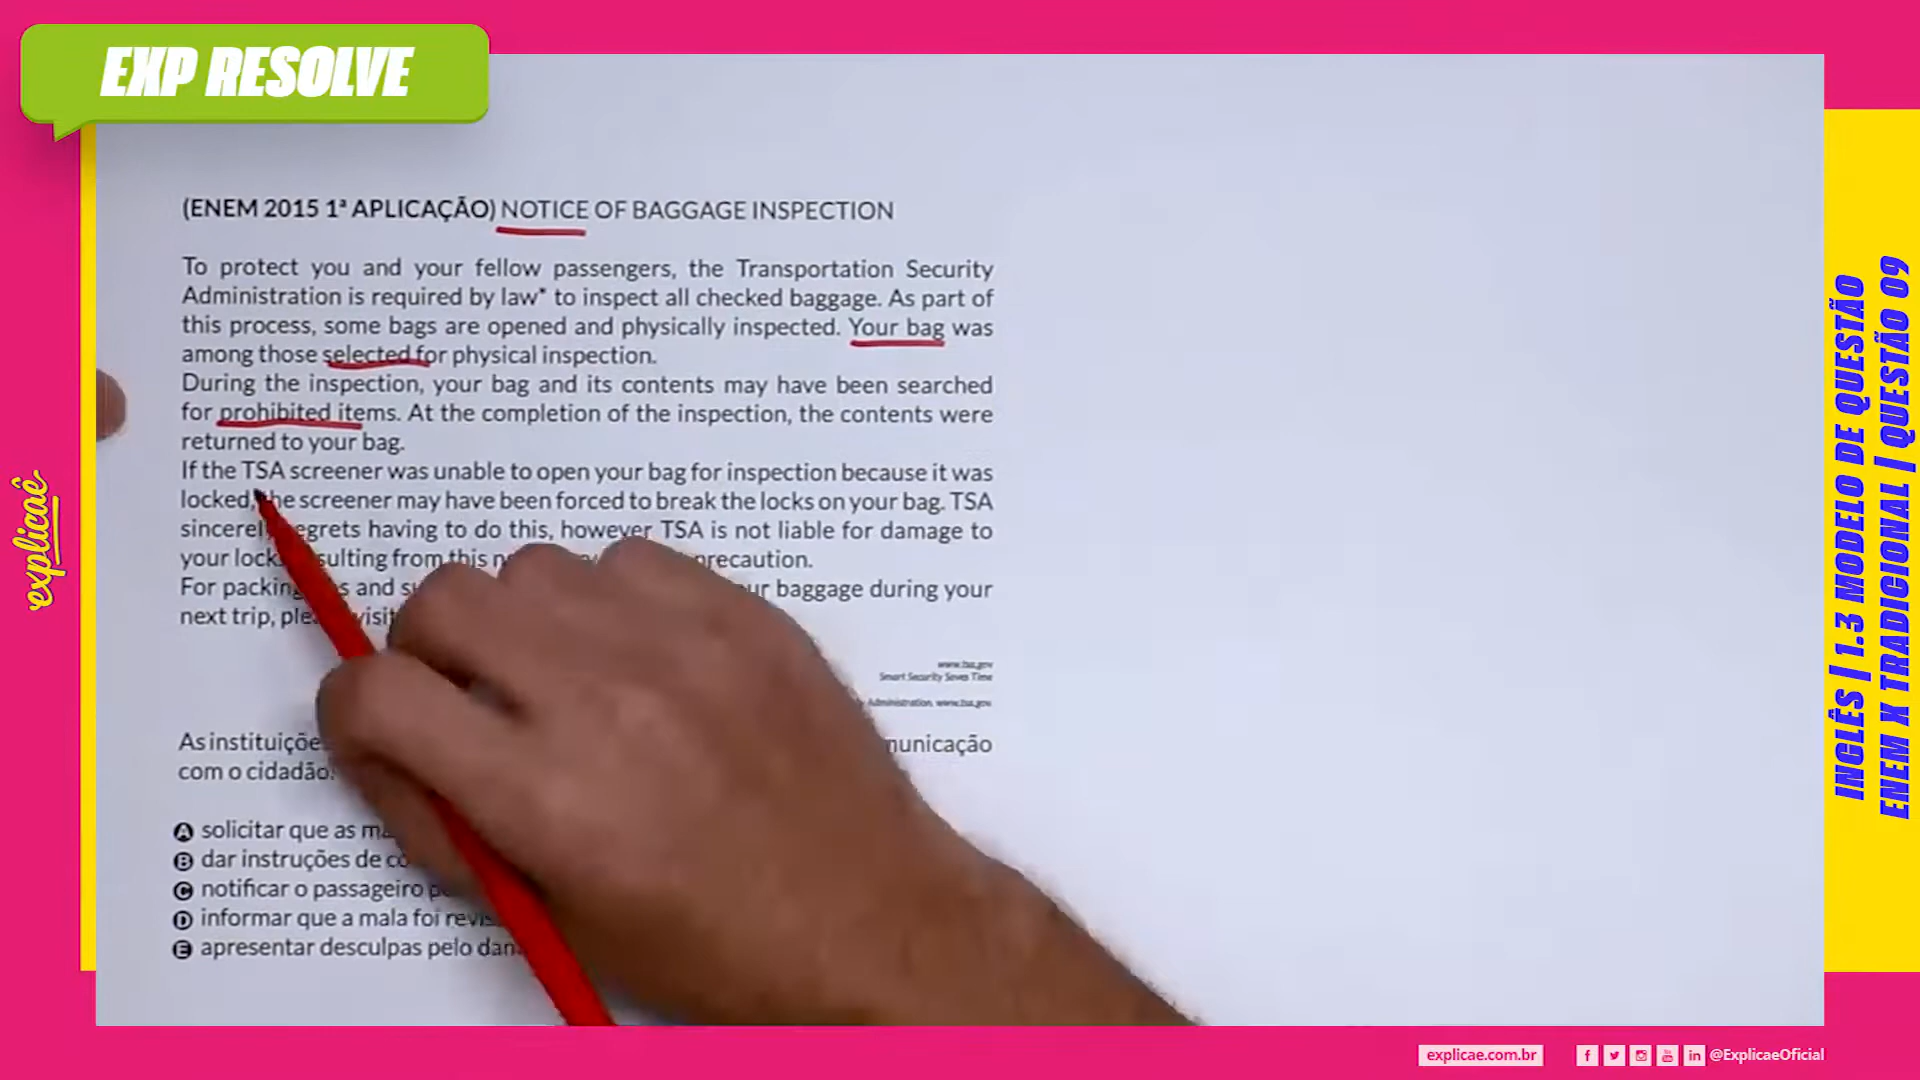 EXP RESOLVE
(ENEM 2015 1ª APLICAÇÃO) NOTICE OF BAGGAGE INSPECTION
To protect you and your fellow passengers, the Transportation Security
Administration is required by law* to inspect all checked baggage. As part of
this process, some bags are opened and physically inspected. Your bag was
among those selected for physical inspection.
During the inspection, your bag and its contents may have been searched
for prohibited items. At the completion of the inspection, the contents were
returned to your bag.
If the TSA screener was unable to open your bag for inspection because it was
locked, the screener may have been forced to break the locks on your bag. TSA
sincerely regrets having to do this, however TSA is not liable for damage to
your locks resulting from this precaution.
For packing and baggage during your
next trip, please visit
www.tsa.gov
Smart Security Saves Time
Administration. www.tsa.gov
As instituições
com o cidadão
A solicitar que as
B dar instruções de
C notificar o passageiro
D informar que a mala foi
E apresentar desculpas pelo
explicaê
INGLÊS | 1.3 MODELO DE QUESTÃO
ENEM X TRADICIONAL | QUESTÃO 09
explicae.com.br
@ExplicaeOficial